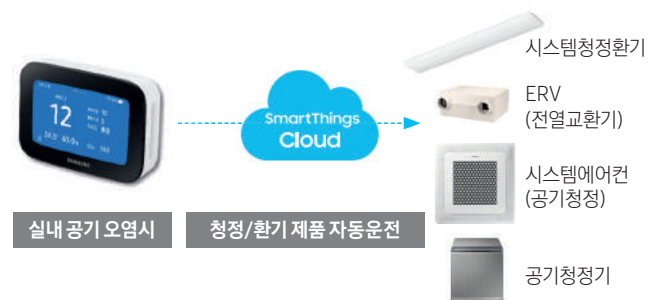 12
SAMSUNG
SmartThings
Cloud
시스템청정환기
ERV
(전열교환기)
시스템에어컨
(공기청정)
공기청정기
실내 공기 오염시
청정/환기 제품 자동운전